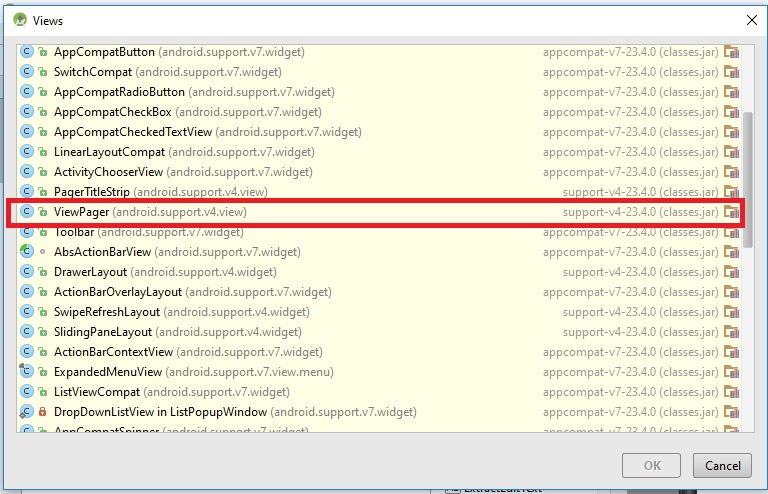 Views
AppCompatButton (android.support.v7.widget) appcompat-v7-23.4.0 (classes.jar)
SwitchCompat (android.support.v7.widget) appcompat-v7-23.4.0 (classes.jar)
AppCompatRadioButton (android.support.v7.widget) appcompat-v7-23.4.0 (classes.jar)
AppCompatCheckBox (android.support.v7.widget) appcompat-v7-23.4.0 (classes.jar)
AppCompatCheckedTextView (android.support.v7.widget) appcompat-v7-23.4.0 (classes.jar)
LinearLayoutCompat (android.support.v7.widget) appcompat-v7-23.4.0 (classes.jar)
ActivityChooserView (android.support.v7.widget) appcompat-v7-23.4.0 (classes.jar)
PagerTitleStrip (android.support.v4.view) support-v4-23.4.0 (classes.jar)
ViewPager (android.support.v4.view) support-v4-23.4.0 (classes.jar)
Toolbar (android.support.v7.widget) appcompat-v7-23.4.0 (classes.jar)
AbsActionBarView (android.support.v7.widget) appcompat-v7-23.4.0 (classes.jar)
DrawerLayout (android.support.v4.widget) support-v4-23.4.0 (classes.jar)
ActionBarOverlayLayout (android.support.v7.widget) appcompat-v7-23.4.0 (classes.jar)
SwipeRefreshLayout (android.support.v4.widget) support-v4-23.4.0 (classes.jar)
SlidingPaneLayout (android.support.v4.widget) support-v4-23.4.0 (classes.jar)
ActionBarContextView (android.support.v7.widget) appcompat-v7-23.4.0 (classes.jar)
ExpandedMenuView (android.support.v7.view.menu) appcompat-v7-23.4.0 (classes.jar)
ListViewCompat (android.support.v7.widget) appcompat-v7-23.4.0 (classes.jar)
DropDownListView in ListPopupWindow (android.support.v7.widget) appcompat-v7-23.4.0 (classes.jar)
AppCompatSpinner (android.support.v7.widget) appcompat-v7-23.4.0 (classes.jar)
OK Cancel
ExtractEditText